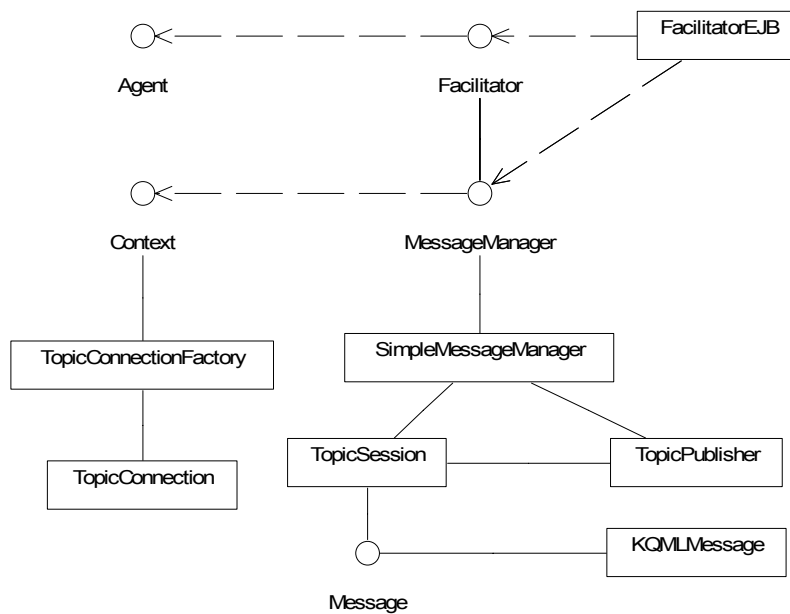 FacilitatorEJB
Agent
Facilitator
Context
MessageManager
TopicConnectionFactory
SimpleMessageManager
TopicSession
TopicPublisher
TopicConnection
KQMLMessage
Message